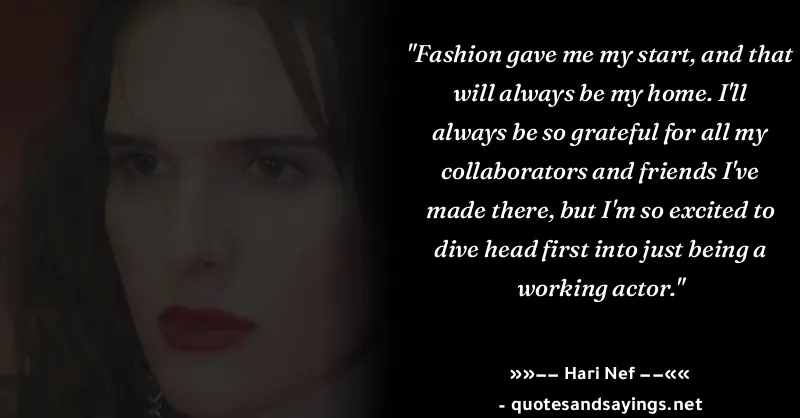 "Fashion gave me my start, and that
will always be my home. I'll
always be so grateful for all my
collaborators and friends I've
made there, but I'm so excited to
dive head first into just being a
working actor."
»»−− Hari Nef −−««
- quotesandsayings.net